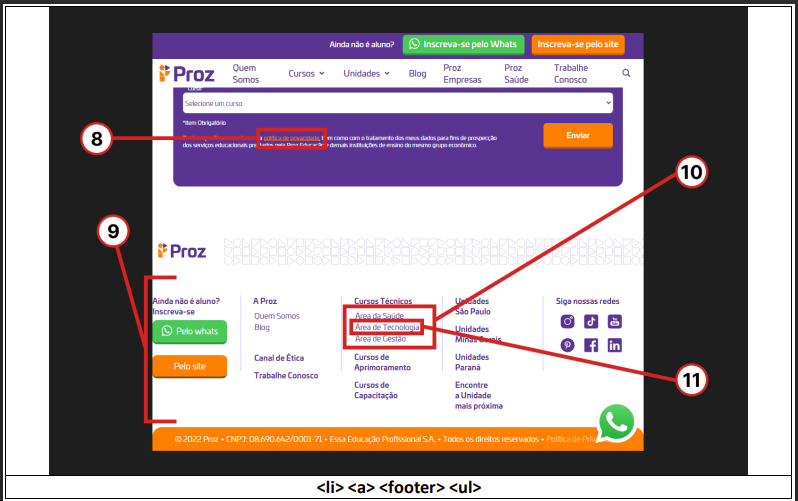 Ainda não é aluno?
Inscreva-se pelo Whats
Inscreva-se pelo site
Proz
Quem Somos
Cursos
Unidades
Blog
Proz Empresas
Proz Saúde
Trabalhe Conosco
Curso*
Selecione um curso
*Item Obrigatório
política de privacidade, bem como com o tratamento dos meus dados para fins de prospecção
dos serviços educacionais prestados pela Proz Educação e demais instituições de ensino do mesmo grupo econômico.
Enviar
8
10
9
Proz
Ainda não é aluno?
Inscreva-se
Pelo whats
Pelo site
A Proz
Quem Somos
Blog
Canal de Ética
Trabalhe Conosco
Cursos Técnicos
Área da Saúde
Área de Tecnologia
Área de Gestão
Cursos de
Aprimoramento
Cursos de
Capacitação
Unidades
São Paulo
Unidades
Minas Gerais
Unidades
Paraná
Encontre
a Unidade
mais próxima
Siga nossas redes
11
© 2022 Proz • CNPJ: 08.690.642/0001-71 • Essa Educação Profissional S.A. • Todos os direitos reservados • Política de
<li> <a> <footer> <ul>